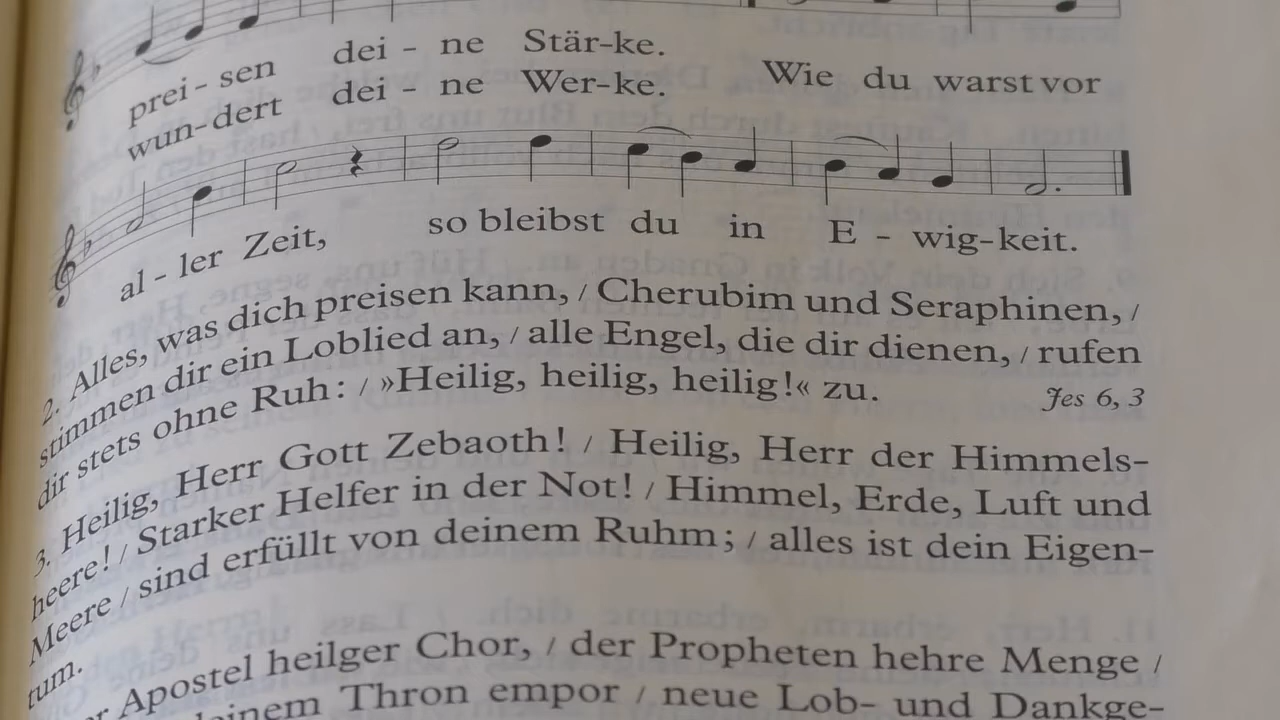 prei - sen dei - ne Stär-ke.
wun-dert dei - ne Wer-ke. Wie du warst vor
al - ler Zeit, so bleibst du in E - wig-keit.
2. Alles, was dich preisen kann, / Cherubim und Seraphinen, /
stimmen dir ein Loblied an, / alle Engel, die dir dienen, / rufen
dir stets ohne Ruh: / »Heilig, heilig, heilig!« zu. Jes 6, 3
3. Heilig, Herr Gott Zebaoth! / Heilig, Herr der Himmels-
heere! / Starker Helfer in der Not! / Himmel, Erde, Luft und
Meere / sind erfüllt von deinem Ruhm; / alles ist dein Eigen-
tum.
Apostel heilger Chor, / der Propheten hehre Menge /
Thron empor / neue Lob- und Dankge-